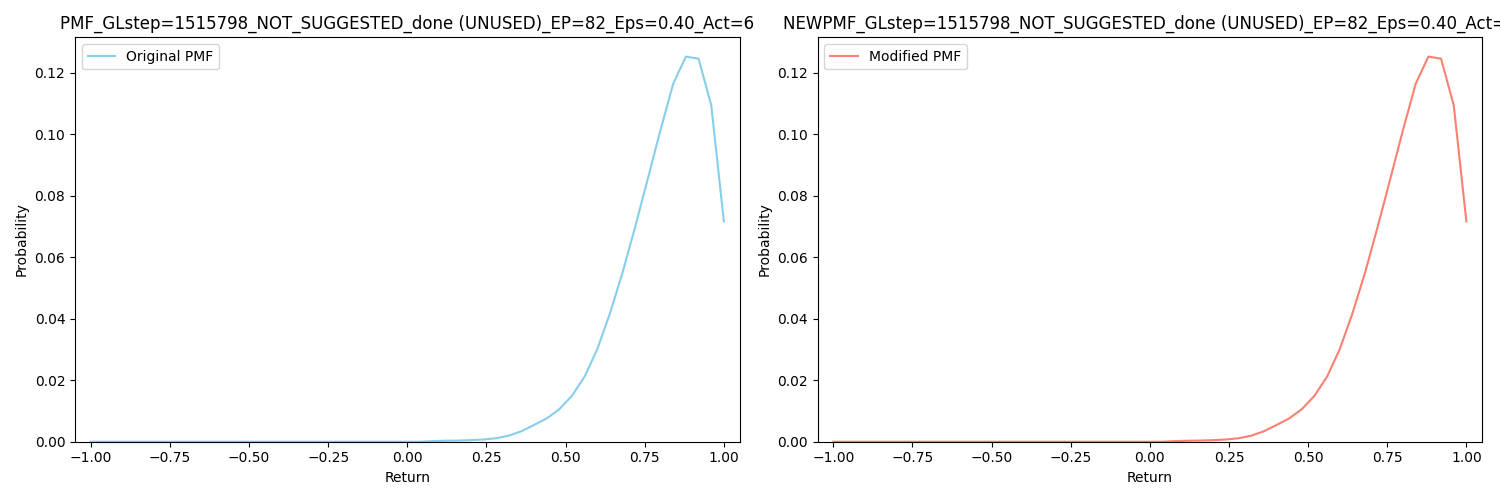 PMF_GLstep=1515798_NOT_SUGGESTED_done (UNUSED)_EP=82_Eps=0.40_Act=6
Original PMF
Probability
0.12
0.10
0.08
0.06
0.04
0.02
0.00
−1.00 −0.75 −0.50 −0.25 0.00 0.25 0.50 0.75 1.00
Return
NEWPMF_GLstep=1515798_NOT_SUGGESTED_done (UNUSED)_EP=82_Eps=0.40_Act=
Modified PMF
Probability
0.12
0.10
0.08
0.06
0.04
0.02
0.00
−1.00 −0.75 −0.50 −0.25 0.00 0.25 0.50 0.75 1.00
Return